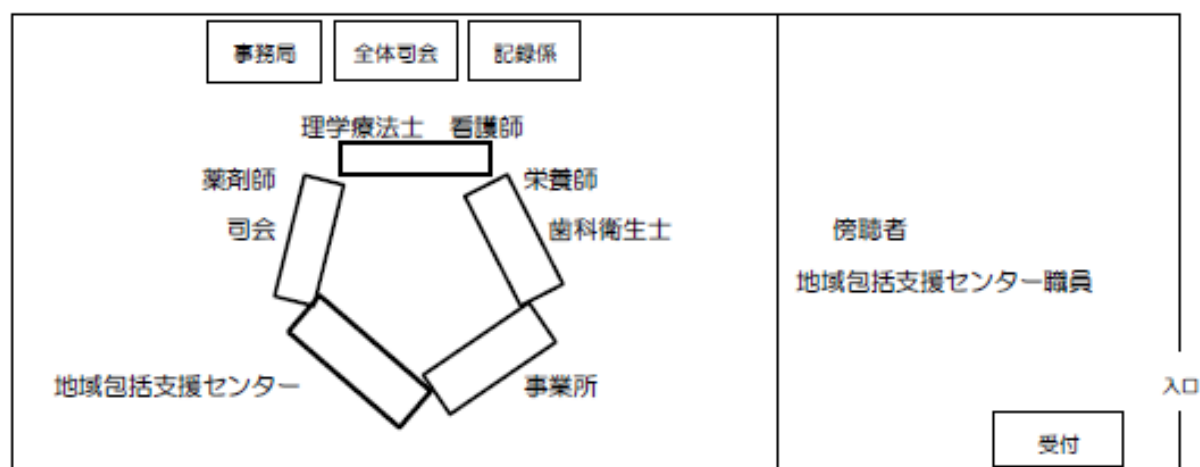 事務局 全体司会 記録係
理学療法士 看護師
薬剤師 栄養師
司会 歯科衛生士 傍聴者
地域包括支援センター職員
地域包括支援センター 事業所 入口
受付